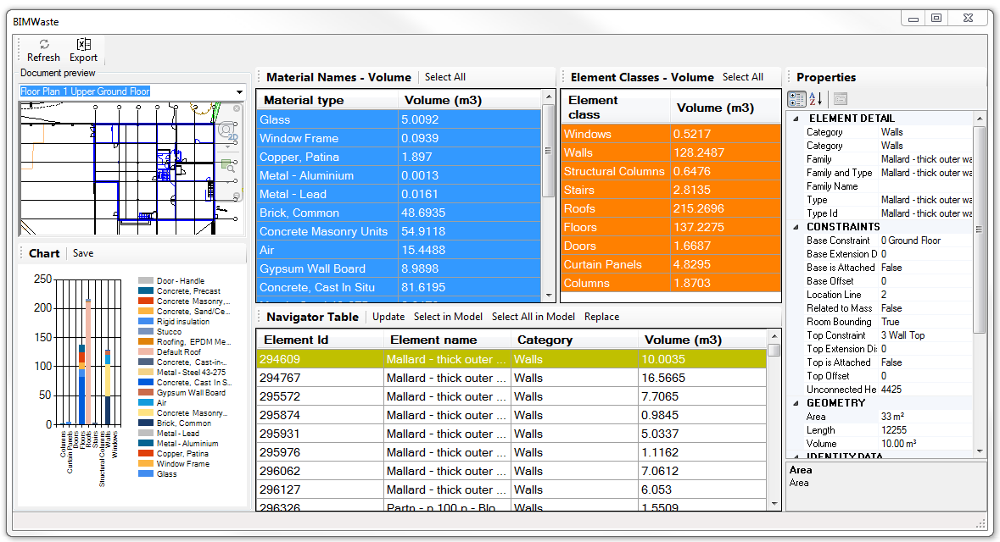 BIMWaste
Refresh Export
Document preview
Floor Plan 1 Upper Ground Floor
2D
Chart Save
250
200
150
100
50
0
Columns
Curtain Panels
Doors
Floors
Roofs
Stairs
Structural Columns
Walls
Windows
Door - Handle
Concrete, Precast
Concrete Masonry,...
Concrete, Sand/Ce...
Rigid insulation
Stucco
Roofing, EPDM Me...
Default Roof
Concrete, Cast-in-...
Metal - Steel 43-275
Concrete, Cast In S...
Gypsum Wall Board
Air
Concrete Masonry...
Brick, Common
Metal - Lead
Metal - Aluminium
Copper, Patina
Window Frame
Glass
Material Names - Volume Select All
Material type Volume (m3)
Glass 5.0092
Window Frame 0.0939
Copper, Patina 1.897
Metal - Aluminium 0.0013
Metal - Lead 0.0161
Brick, Common 48.6935
Concrete Masonry Units 54.9118
Air 15.4488
Gypsum Wall Board 8.9898
Concrete, Cast In Situ 81.6195
Element Classes - Volume Select All
Element
class Volume (m3)
Windows 0.5217
Walls 128.2487
Structural Columns 0.6476
Stairs 2.8135
Roofs 215.2696
Floors 137.2275
Doors 1.6687
Curtain Panels 4.8295
Columns 1.8703
Navigator Table Update Select in Model Select All in Model Replace
Element Id Element name Category Volume (m3)
294609 Mallard - thick outer ... Walls 10.0035
294767 Mallard - thick outer ... Walls 16.5665
295572 Mallard - thick outer ... Walls 7.7065
295874 Mallard - thick outer ... Walls 0.9845
295931 Mallard - thick outer ... Walls 5.0337
295976 Mallard - thick outer ... Walls 1.1162
296062 Mallard - thick outer ... Walls 7.0612
296127 Mallard - thick outer ... Walls 6.053
296326 Partn - p 100 p - Blo... Walls 1.5509
Properties
ELEMENT DETAIL
Category Walls
Category Walls
Family Mallard - thick outer wa
Family and Type Mallard - thick outer wa
Family Name
Type Mallard - thick outer wa
Type Id Mallard - thick outer wa
CONSTRAINTS
Base Constraint 0 Ground Floor
Base Extension D 0
Base is Attached False
Base Offset 0
Location Line 2
Related to Mass False
Room Bounding True
Top Constraint 3 Wall Top
Top Extension Di 0
Top is Attached False
Top Offset 0
Unconnected He 4425
GEOMETRY
Area 33 m²
Length 12255
Volume 10.00 m³
IDENTITY DATA
Area
Area